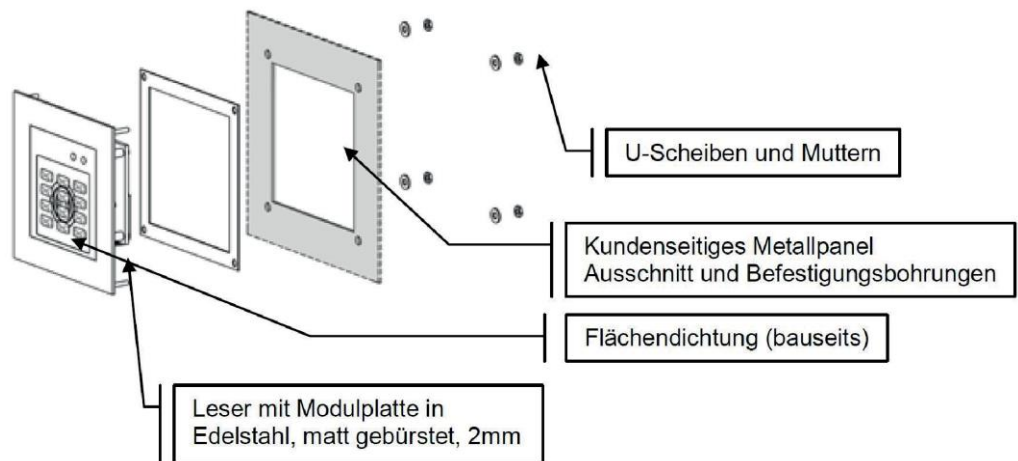 U-Scheiben und Muttern
Kundenseitiges Metallpanel
Ausschnitt und Befestigungsbohrungen
Flächendichtung (bauseits)
Leser mit Modulplatte in
Edelstahl, matt gebürstet, 2mm